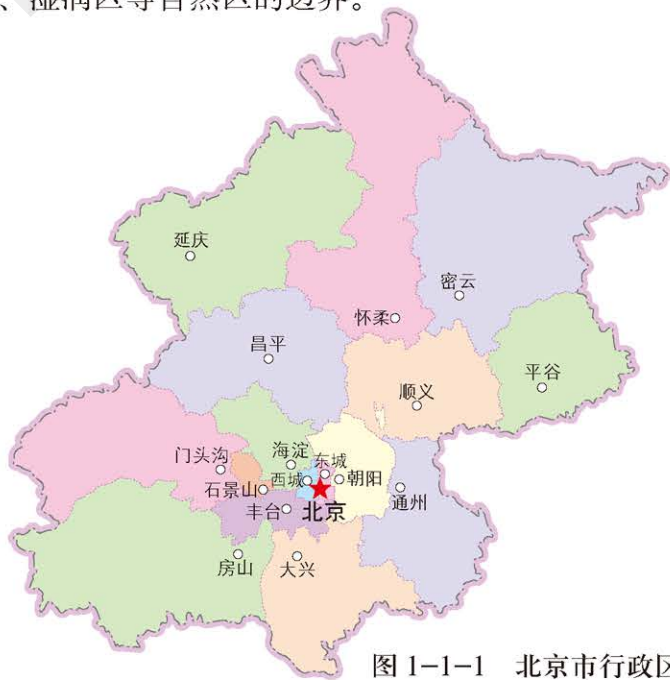 、湿润区等自然区的边界。
延庆
密云
怀柔
昌平
平谷
顺义
门头沟
海淀
东城
西城
朝阳
石景山
通州
丰台
北京
房山
大兴
图 1-1-1 北京市行政区